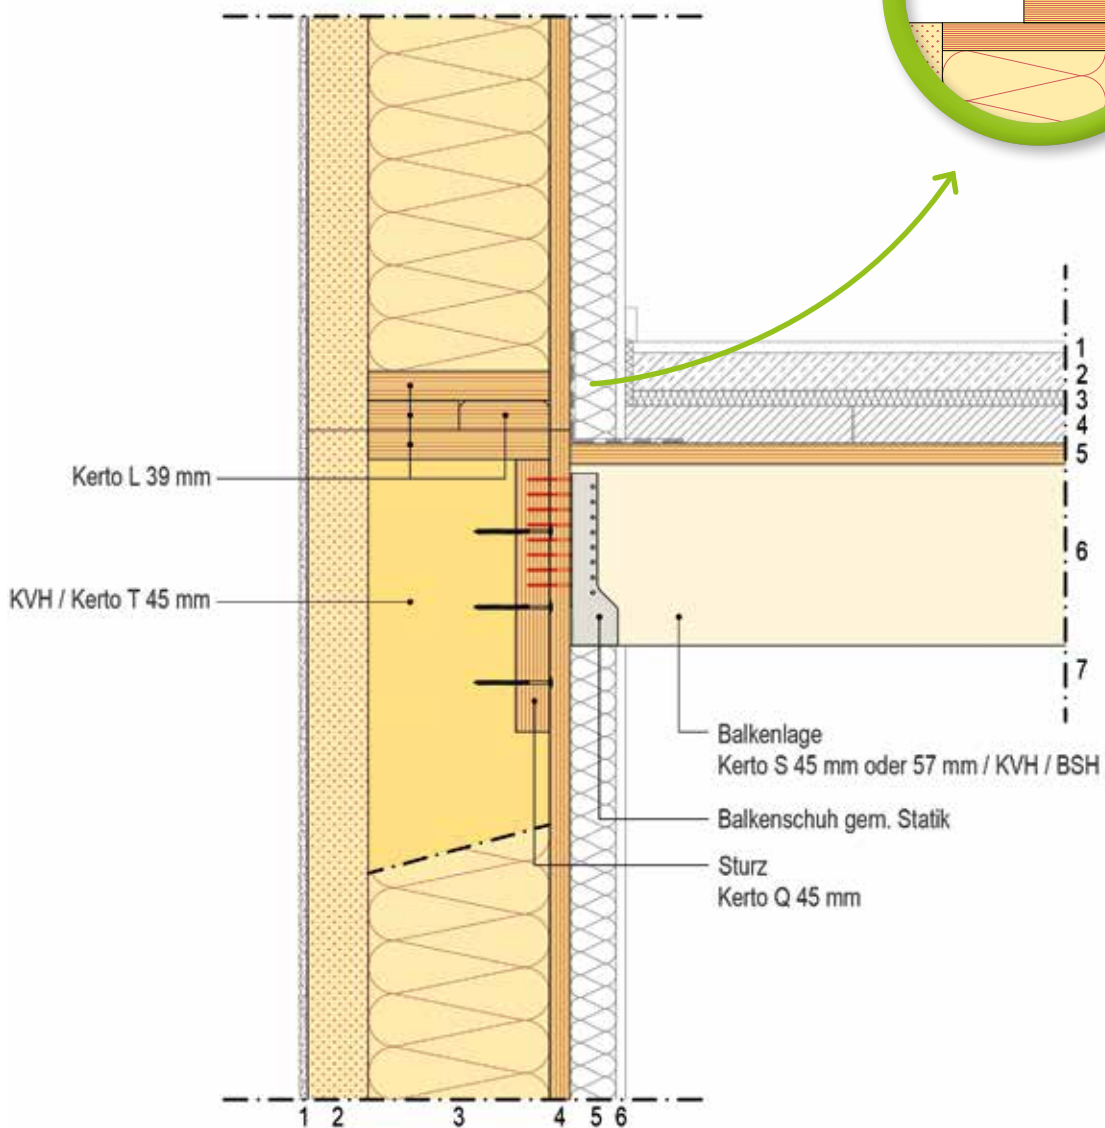 1
2
3
4
5
6
7
Kerto L 39 mm
KVH / Kerto T 45 mm
Balkenlage
Kerto S 45 mm oder 57 mm / KVH / BSH
Balkenschuh gem. Statik
Sturz
Kerto Q 45 mm
1 2 3 4 5 6